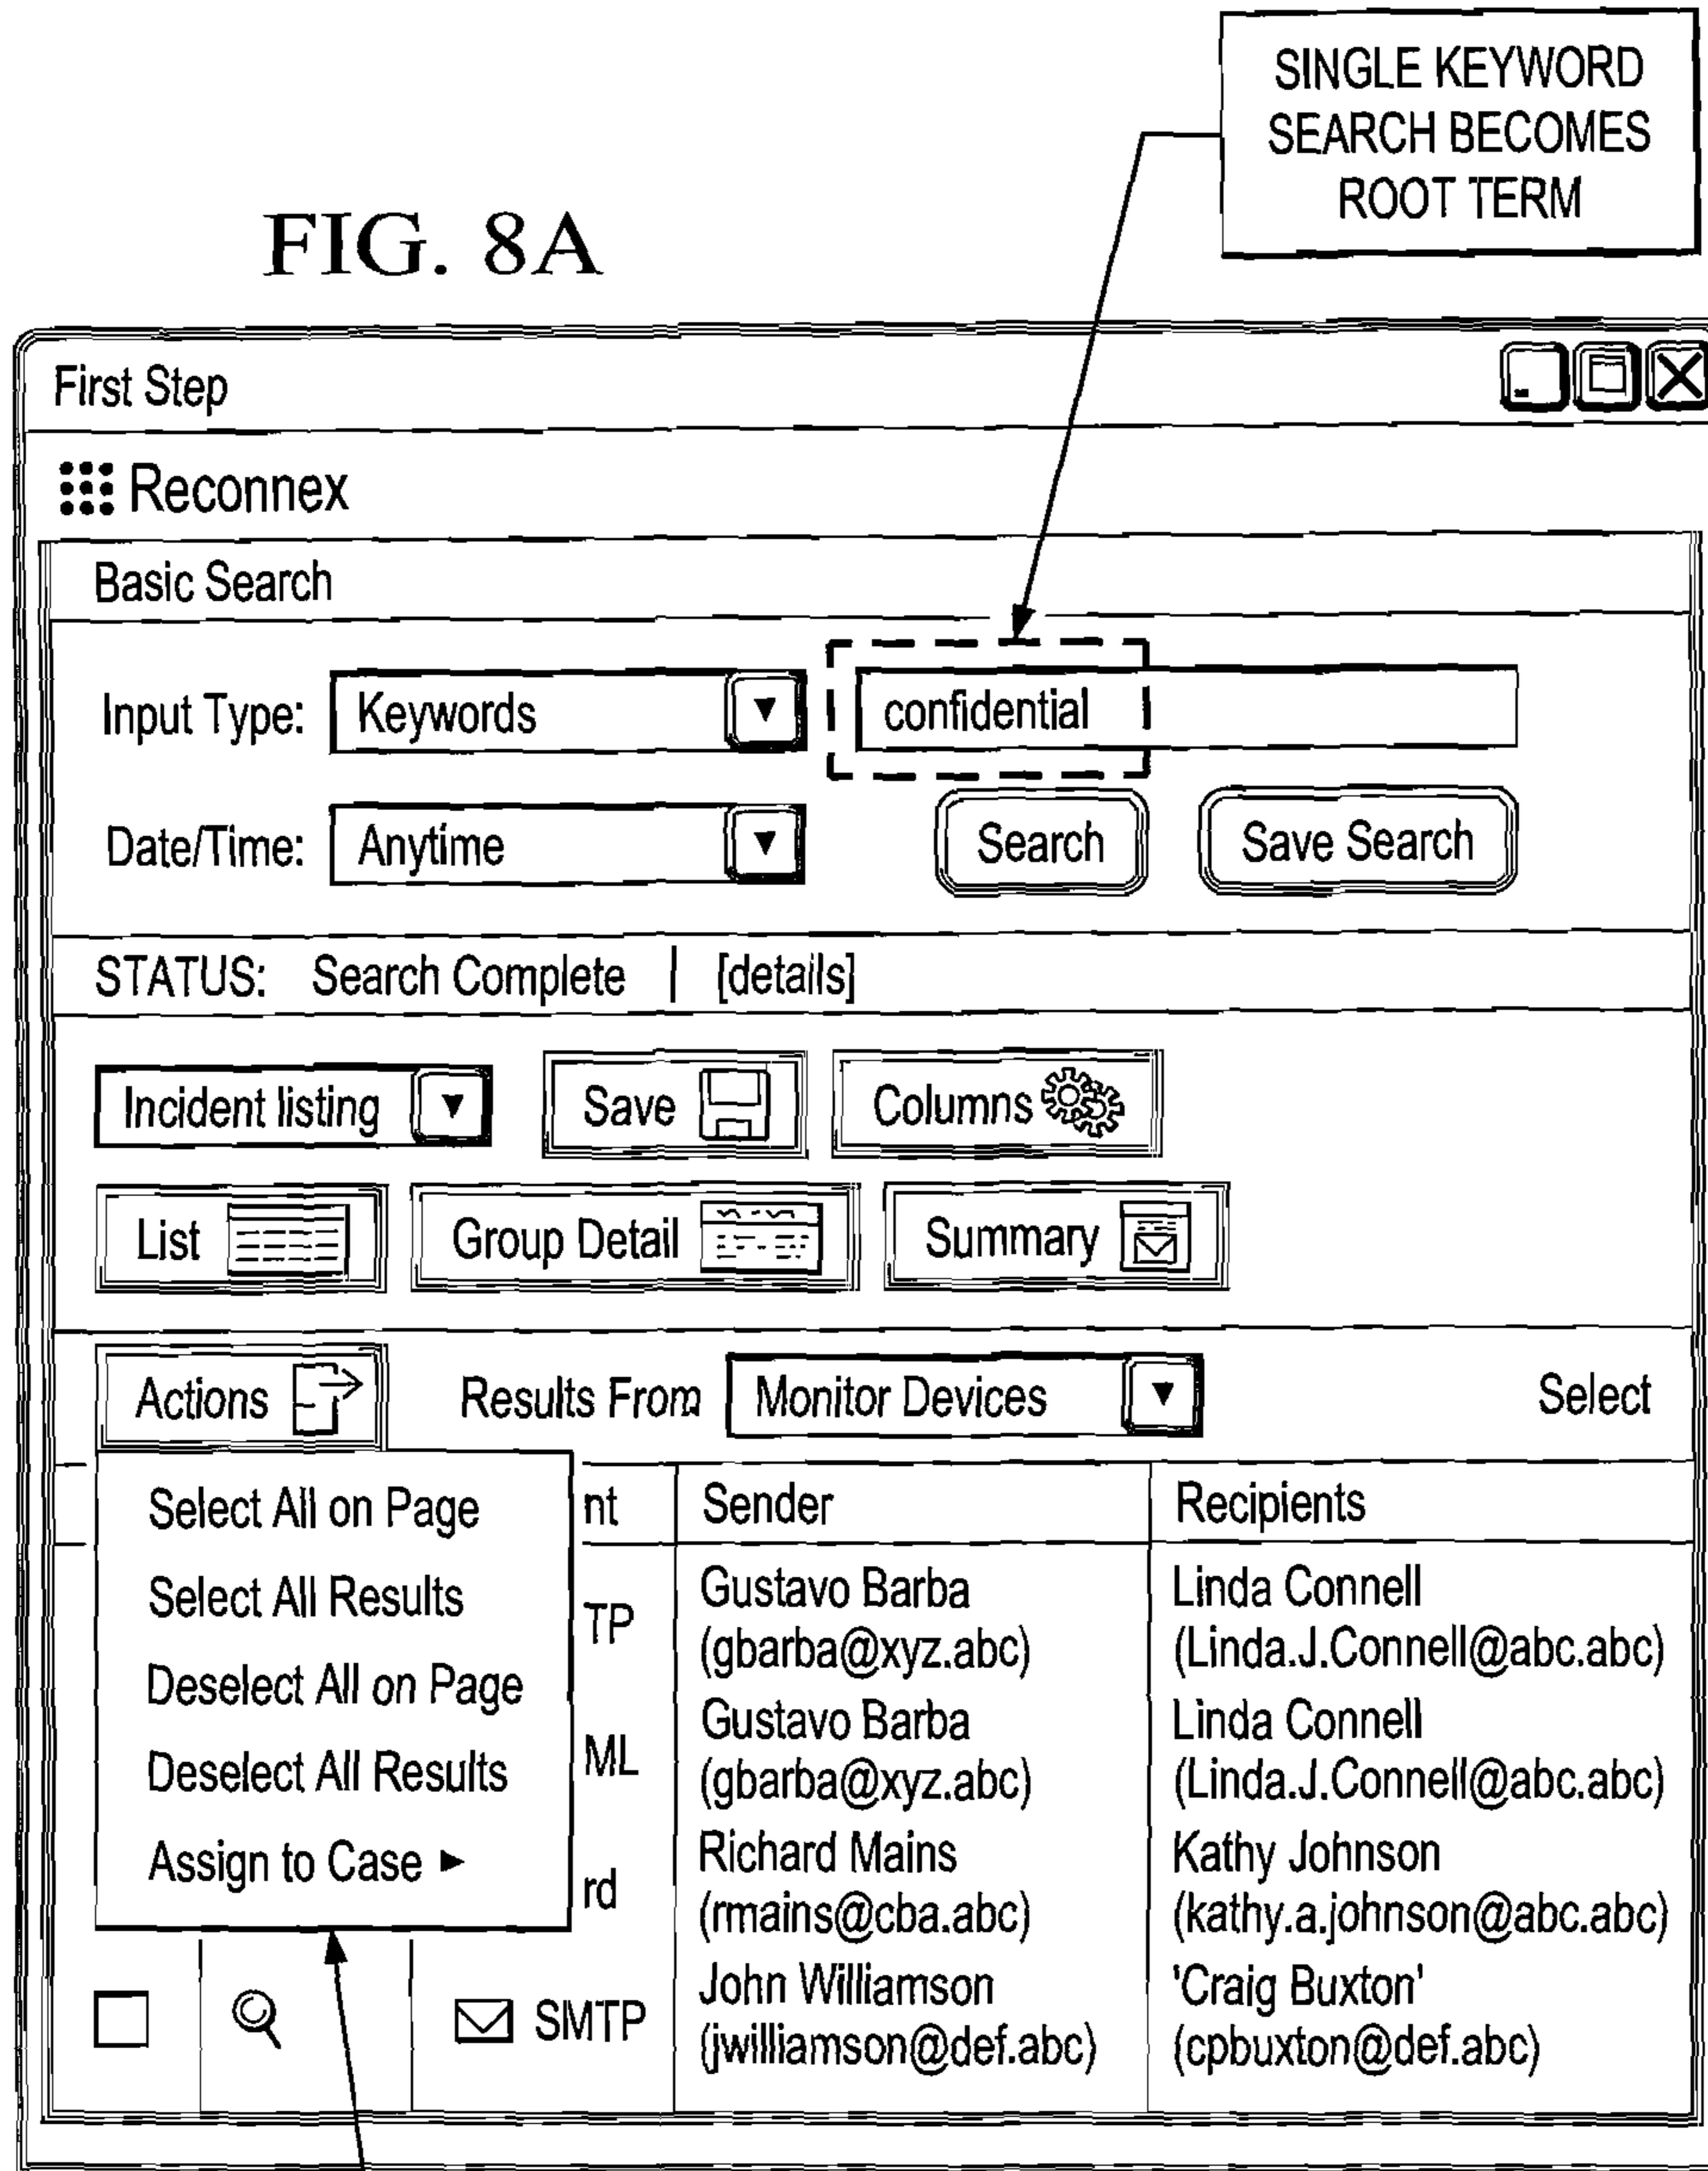 SINGLE KEYWORD
SEARCH BECOMES
ROOT TERM
FIG. 8A
First Step
Reconnex
Basic Search
Input Type: Keywords confidential
Date/Time: Anytime Search Save Search
STATUS: Search Complete | [details]
Incident listing Save Columns
List Group Detail Summary
Actions Results From Monitor Devices Select
Select All on Page nt Sender Recipients
Select All Results TP Gustavo Barba Linda Connell
(gbarba@xyz.abc) (Linda.J.Connell@abc.abc)
Deselect All on Page Gustavo Barba Linda Connell
Deselect All Results ML (gbarba@xyz.abc) (Linda.J.Connell@abc.abc)
Assign to Case ► rd Richard Mains Kathy Johnson
(rmains@cba.abc) (kathy.a.johnson@abc.abc)
SMTP John Williamson 'Craig Buxton'
(jwilliamson@def.abc) (cpbuxton@def.abc)